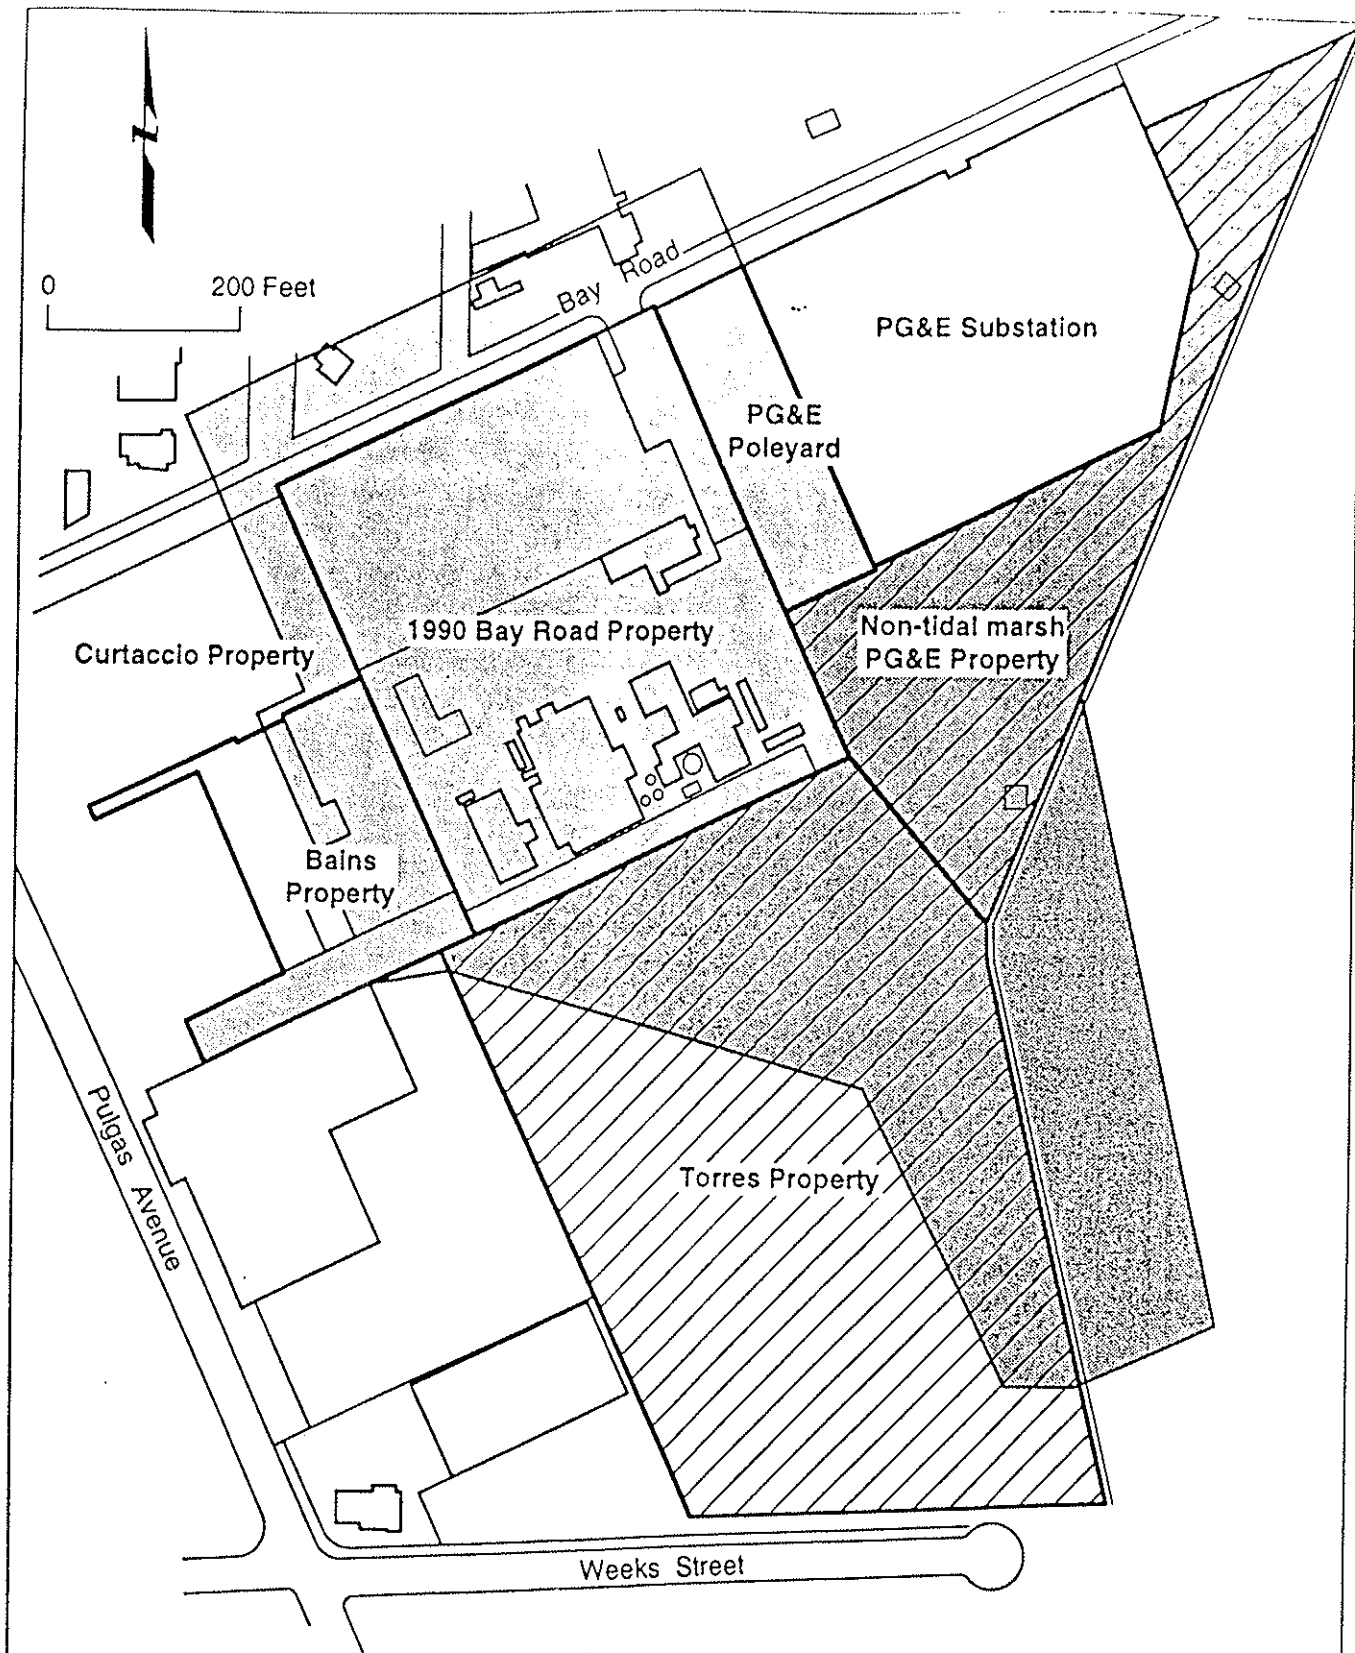 N
0 200 Feet
Bay Road
PG&E Substation
PG&E
Poleyard
1990 Bay Road Property
Non-tidal marsh
PG&E Property
Curtaccio Property
Bains
Property
Torres Property
Pulgas Avenue
Weeks Street